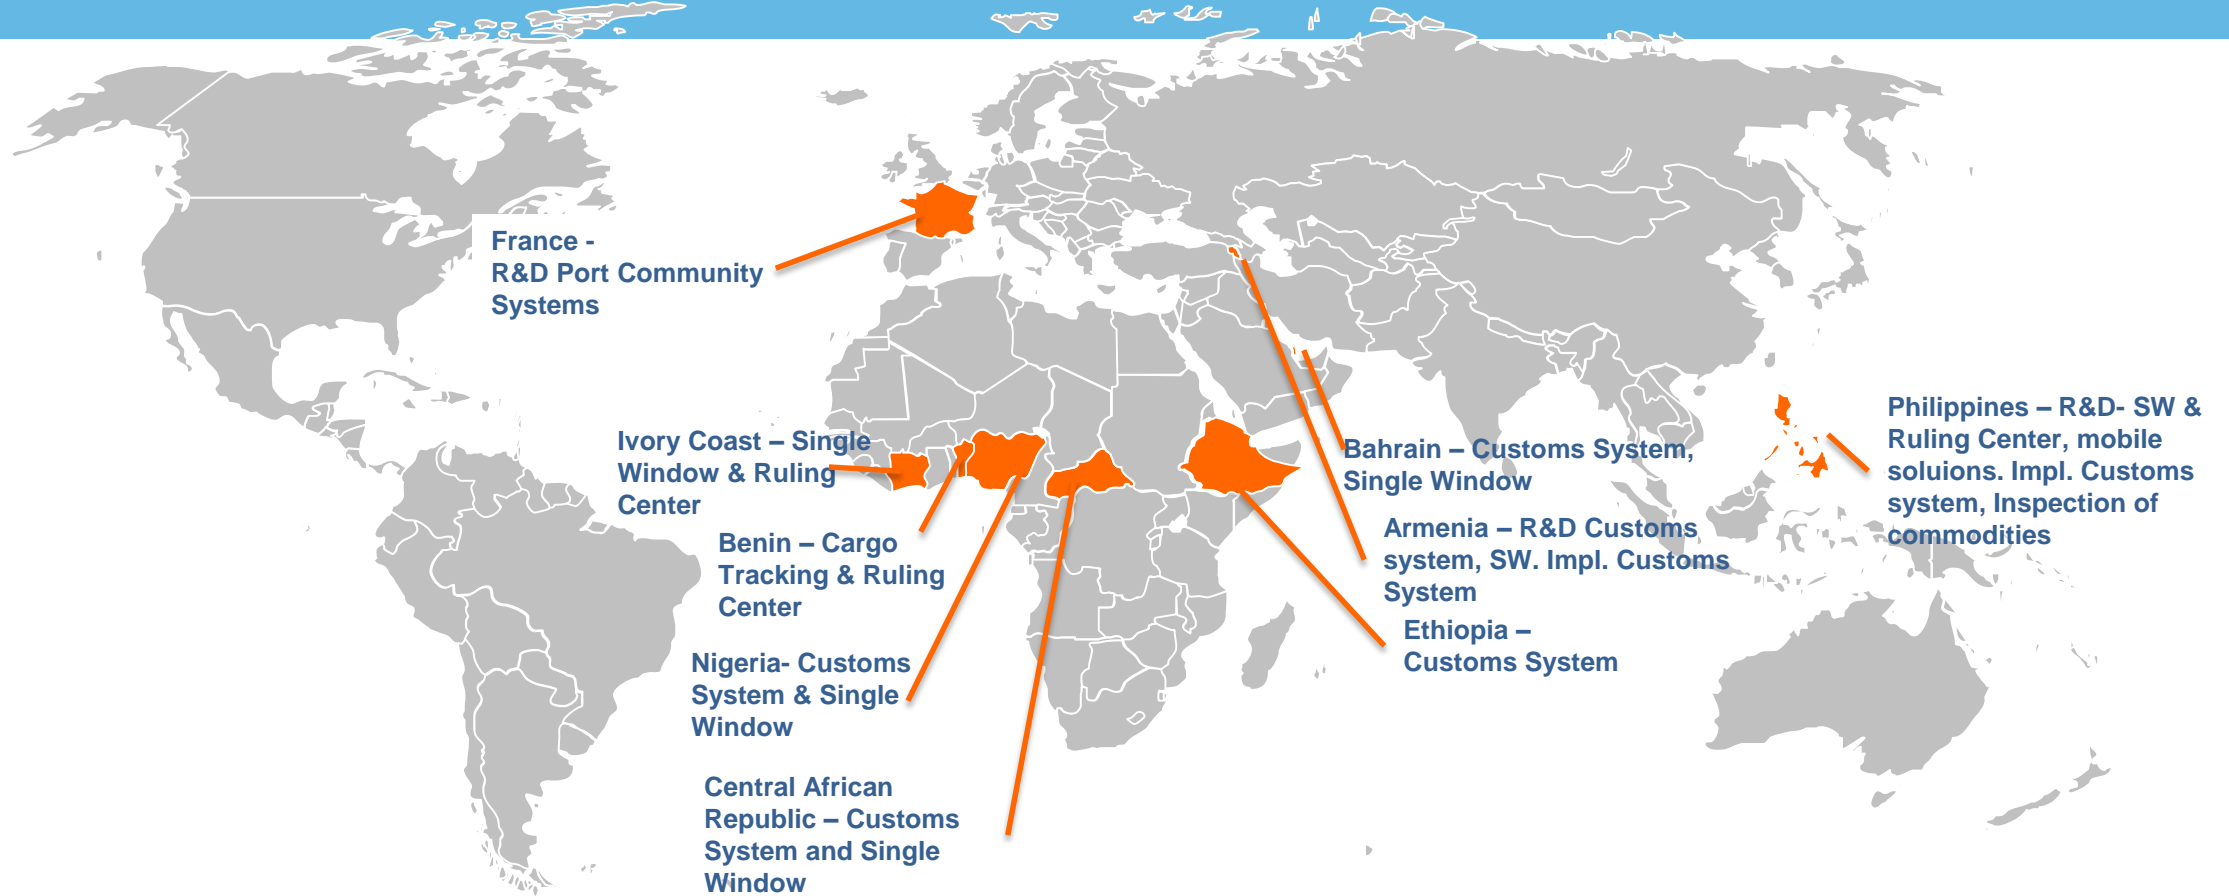 France -
R&D Port Community
Systems
Ivory Coast – Single
Window & Ruling
Center
Benin – Cargo
Tracking & Ruling
Center
Nigeria- Customs
System & Single
Window
Central African
Republic – Customs
System and Single
Window
Bahrain – Customs System,
Single Window
Armenia – R&D Customs
system, SW. Impl. Customs
System
Ethiopia –
Customs System
Philippines – R&D- SW &
Ruling Center, mobile
soluions. Impl. Customs
system, Inspection of
commodities